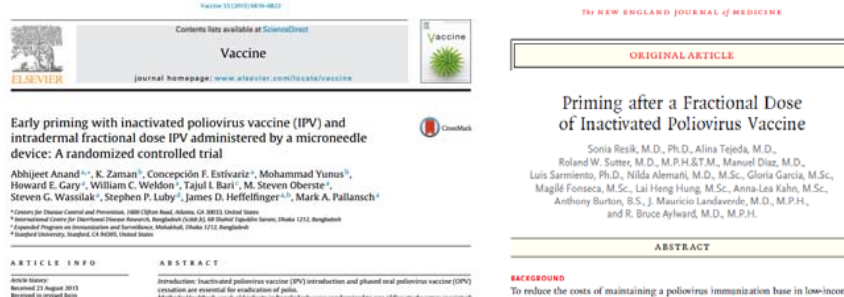 Vaccine 33 (2015) 6816–6822
Contents lists available at ScienceDirect
Vaccine
journal homepage: www.elsevier.com/locate/vaccine
ELSEVIER
Vaccine
Early priming with inactivated poliovirus vaccine (IPV) and
intradermal fractional dose IPV administered by a microneedle
device: A randomized controlled trial
CrossMark
Abhijeet Anand a,*, K. Zaman b, Concepción F. Estívariz a, Mohammad Yunus b,
Howard E. Gary a, William C. Weldon a, Tajul I. Bari c, M. Steven Oberste a,
Steven G. Wassilak a, Stephen P. Luby d, James D. Heffelfinger a,b, Mark A. Pallansch a
a Centers for Disease Control and Prevention, 1600 Clifton Road, Atlanta, GA 30033, United States
b International Centre for Diarrhoeal Disease Research, Bangladesh (icddr,b), 68 Shahid Tajuddin Sarani, Dhaka 1212, Bangladesh
c Expanded Program on Immunization and Surveillance, Mohakhali, Dhaka 1212, Bangladesh
d Stanford University, Stanford, CA 94305, United States
ARTICLE INFO
Article history:
Received 23 August 2015
Received in revised form
ABSTRACT
Introduction: Inactivated poliovirus vaccine (IPV) introduction and phased oral poliovirus vaccine (OPV)
cessation are essential for eradication of polio.
The NEW ENGLAND JOURNAL of MEDICINE
ORIGINAL ARTICLE
Priming after a Fractional Dose
of Inactivated Poliovirus Vaccine
Sonia Resik, M.D., Ph.D., Alina Tejeda, M.D.,
Roland W. Sutter, M.D., M.P.H.&T.M., Manuel Diaz, M.D.,
Luis Sarmiento, Ph.D., Nilda Alemañi, M.D., M.Sc., Gloria Garcia, M.Sc.,
Magilé Fonseca, M.Sc., Lai Heng Hung, M.Sc., Anna-Lea Kahn, M.Sc.,
Anthony Burton, B.S., J. Mauricio Landaverde, M.D., M.P.H.,
and R. Bruce Aylward, M.D., M.P.H.
ABSTRACT
BACKGROUND
To reduce the costs of maintaining a poliovirus immunization base in low-incom